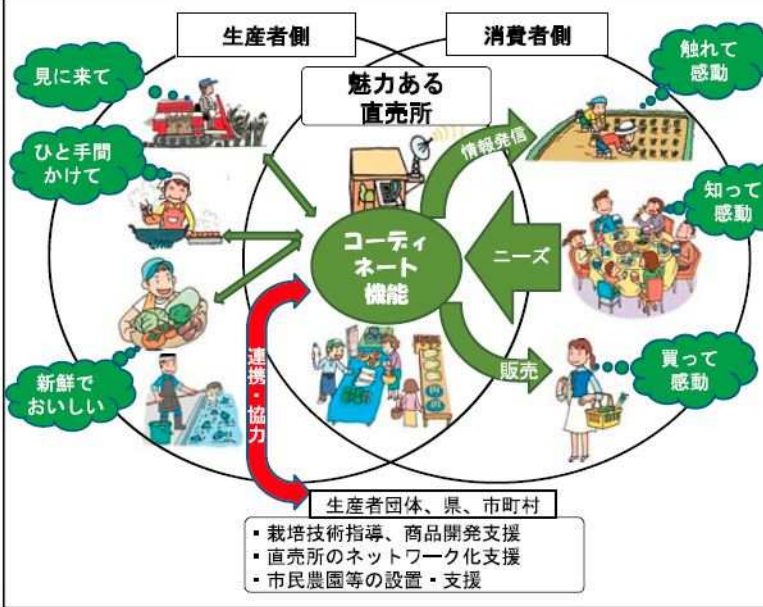 生産者側
消費者側
魅力ある
直売所
見に来て
ひと手間
かけて
新鮮で
おいしい
コーディ
ネート
機能
情報発信
ニーズ
販売
触れて
感動
知って
感動
買って
感動
連携・協力
生産者団体、県、市町村
▪ 栽培技術指導、商品開発支援
▪ 直売所のネットワーク化支援
▪ 市民農園等の設置・支援